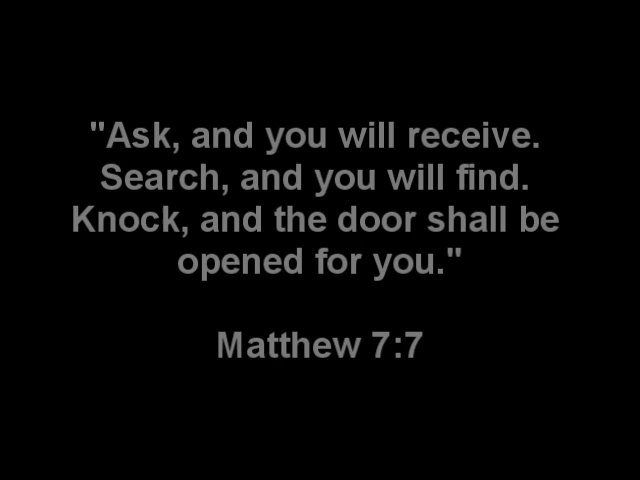 "Ask, and you will receive.
Search, and you will find.
Knock, and the door shall be
opened for you."
Matthew 7:7